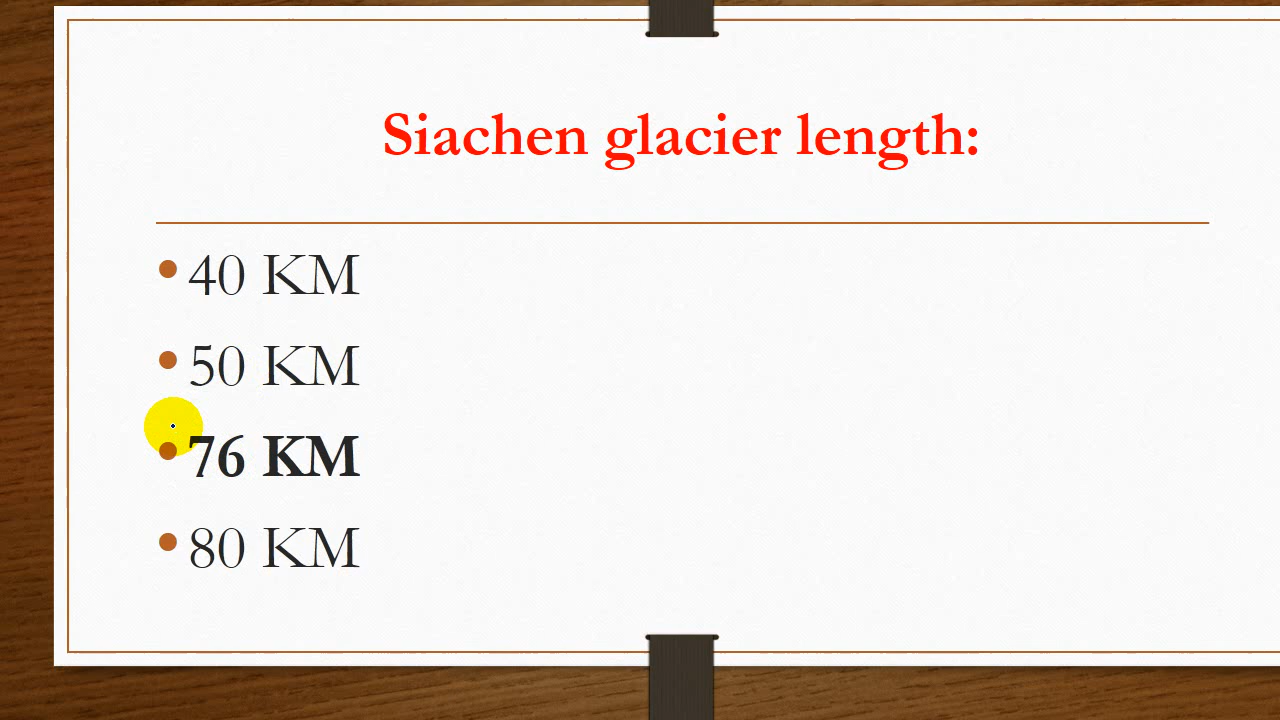 Siachen glacier length:
• 40 KM
• 50 KM
• 76 KM
• 80 KM